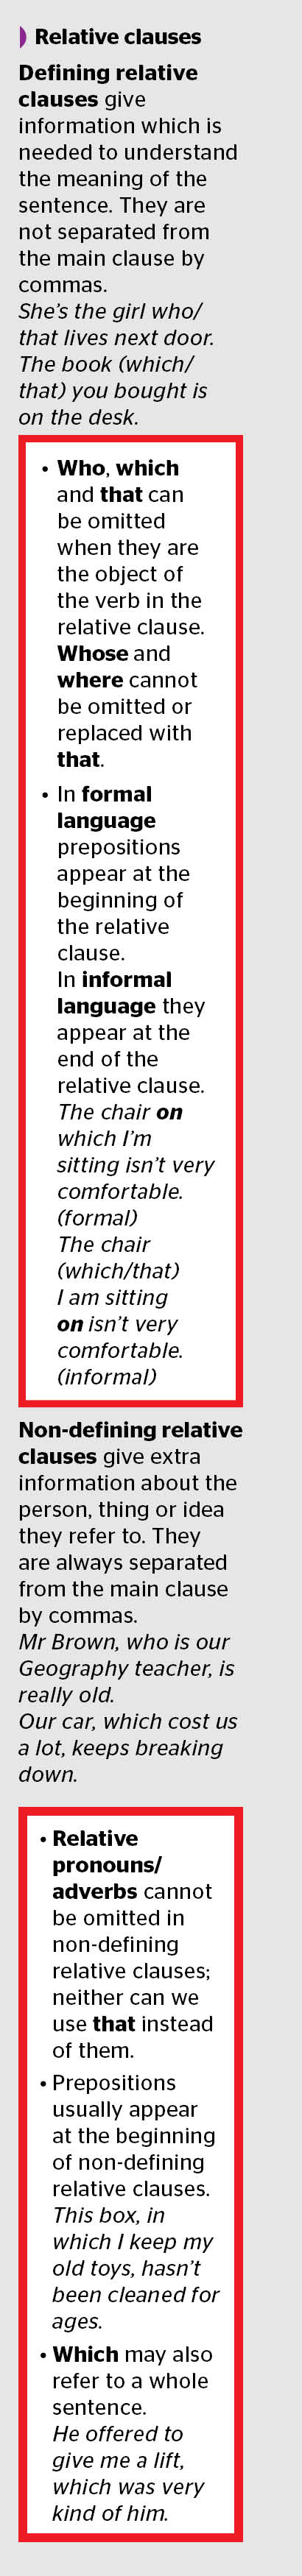 Relative clauses
Defining relative
clauses give
information which is
needed to understand
the meaning of the
sentence. They are
not separated from
the main clause by
commas.
She's the girl who/
that lives next door.
The book (which/
that) you bought is
on the desk.
• Who, which
and that can
be omitted
when they are
the object of
the verb in the
relative clause.
Whose and
where cannot
be omitted or
replaced with
that.
• In formal
language
prepositions
appear at the
beginning of
the relative
clause.
In informal
language they
appear at the
end of the
relative clause.
The chair on
which I'm
sitting isn't very
comfortable.
(formal)
The chair
(which/that)
I am sitting
on isn't very
comfortable.
(informal)
Non-defining relative
clauses give extra
information about the
person, thing or idea
they refer to. They
are always separated
from the main clause
by commas.
Mr Brown, who is our
Geography teacher, is
really old.
Our car, which cost us
a lot, keeps breaking
down.
• Relative
pronouns/
adverbs cannot
be omitted in
non-defining
relative clauses;
neither can we
use that instead
of them.
• Prepositions
usually appear
at the beginning
of non-defining
relative clauses.
This box, in
which I keep my
old toys, hasn't
been cleaned for
ages.
• Which may also
refer to a whole
sentence.
He offered to
give me a lift,
which was very
kind of him.